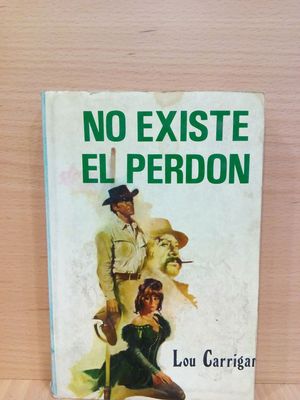 NO EXISTE
EL PERDON
Lou Carrigan